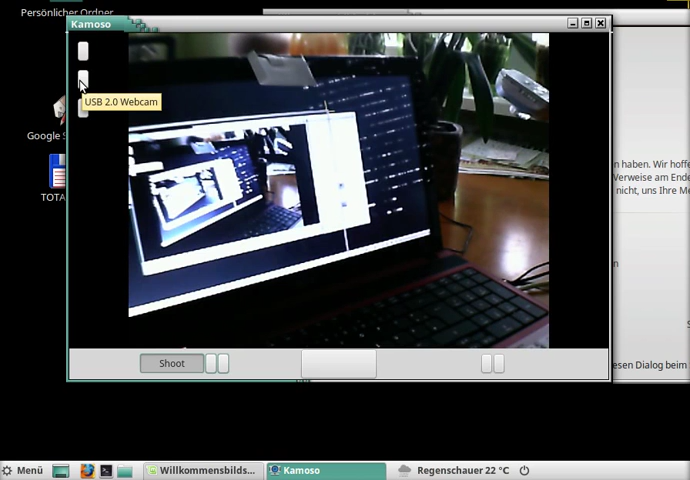 Persönlicher Ordner
Kamoso
USB 2.0 Webcam
Google S
TOTA
n haben. Wir hoffe
Verweise am Ende
nicht, uns Ihre M
n
S
esen Dialog beim
Shoot
Menü
Willkommensbilds...
Kamoso
Regenschauer 22 °C